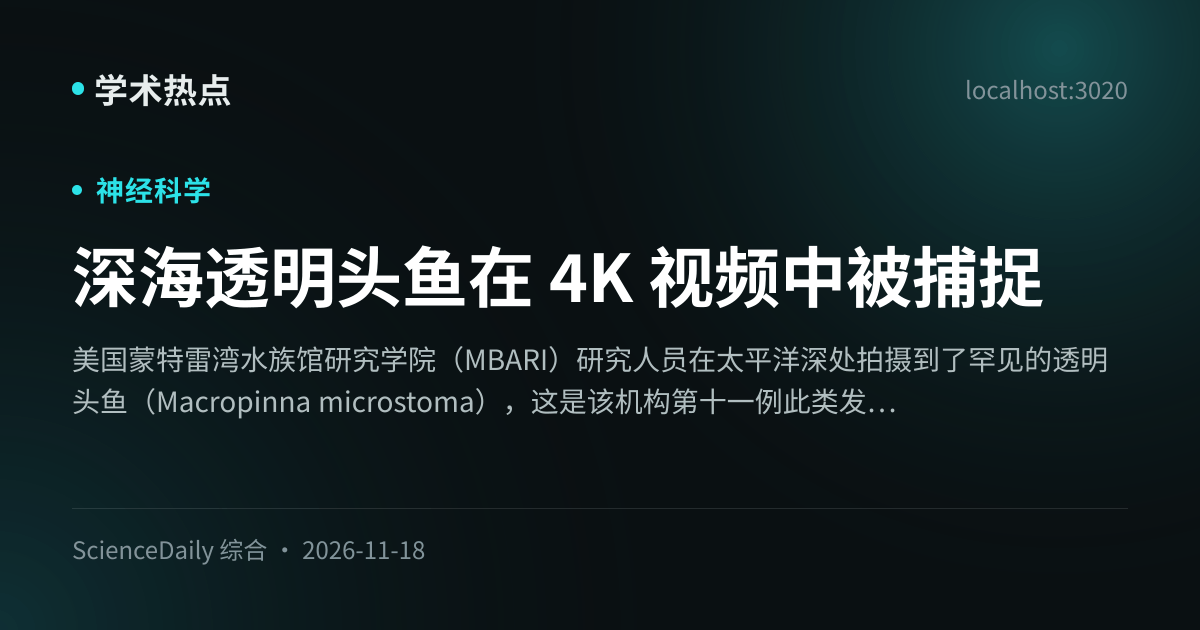 学术热点
localhost:3020
神经科学
深海透明头鱼在 4K 视频中被捕捉
美国蒙特雷湾水族馆研究学院（MBARI）研究人员在太平洋深处拍摄到了罕见的透明
头鱼（Macropinna microstoma），这是该机构第十一例此类发…
ScienceDaily 综合 · 2026-11-18